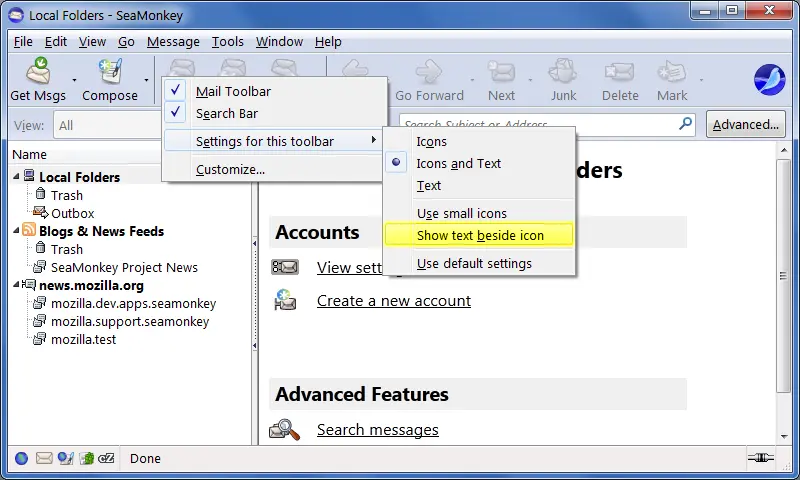 Local Folders - SeaMonkey
File Edit View Go Message Tools Window Help
Get Msgs Compose Go Forward Next Junk Delete Mark
Mail Toolbar
Search Bar
Settings for this toolbar
Customize...
Icons
Icons and Text
Text
Use small icons
Show text beside icon
Use default settings
View: All Search Subject or Address Advanced...
Name
Local Folders
Trash
Outbox
Blogs & News Feeds
Trash
SeaMonkey Project News
news.mozilla.org
mozilla.dev.apps.seamonkey
mozilla.support.seamonkey
mozilla.test
ders
Accounts
View sett
Create a new account
Advanced Features
Search messages
Done